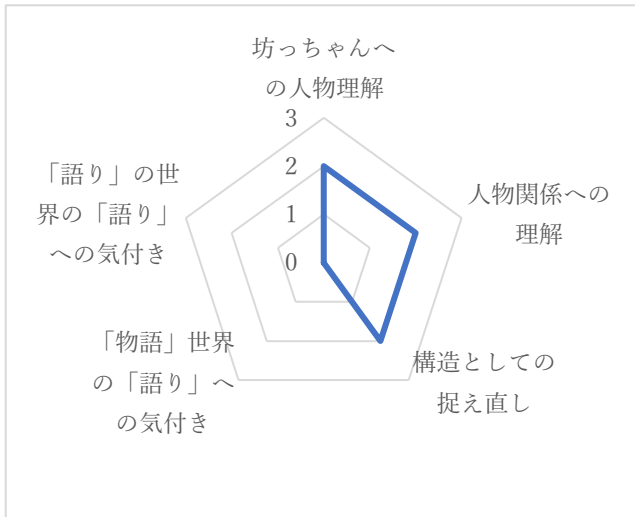 坊っちゃんへ
の人物理解
3
2
1
0
人物関係への
理解
構造としての
捉え直し
「物語」世界
の「語り」へ
の気付き
「語り」の世
界の「語り」
への気付き